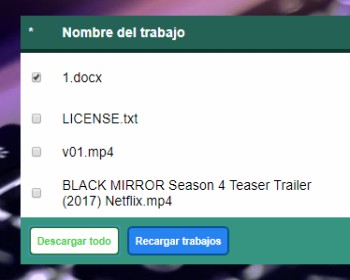 * Nombre del trabajo
1.docx
LICENSE.txt
v01.mp4
BLACK MIRROR Season 4 Teaser Trailer
(2017) Netflix.mp4
Descargar todo Recargar trabajos